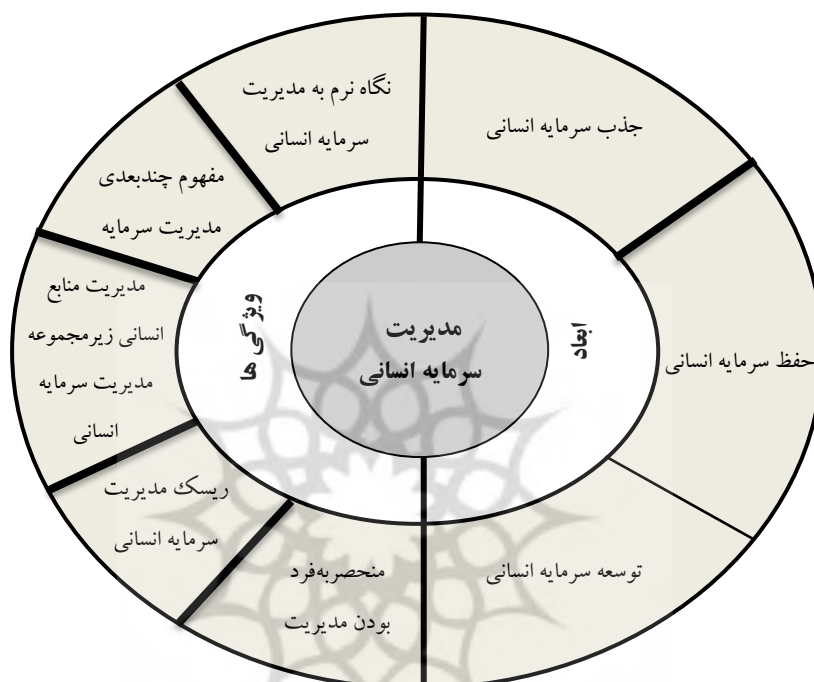 مدیریت
سرمایه انسانی
ابعاد
جذب سرمایه انسانی
حفظ سرمایه انسانی
توسعه سرمایه انسانی
ویژگی ها
نگاه نرم به مدیریت
سرمایه انسانی
مفهوم چندبعدی
مدیریت سرمایه
مدیریت منابع
انسانی زیرمجموعه
مدیریت سرمایه
انسانی
ریسک مدیریت
سرمایه انسانی
منحصربه‌فرد
بودن مدیریت